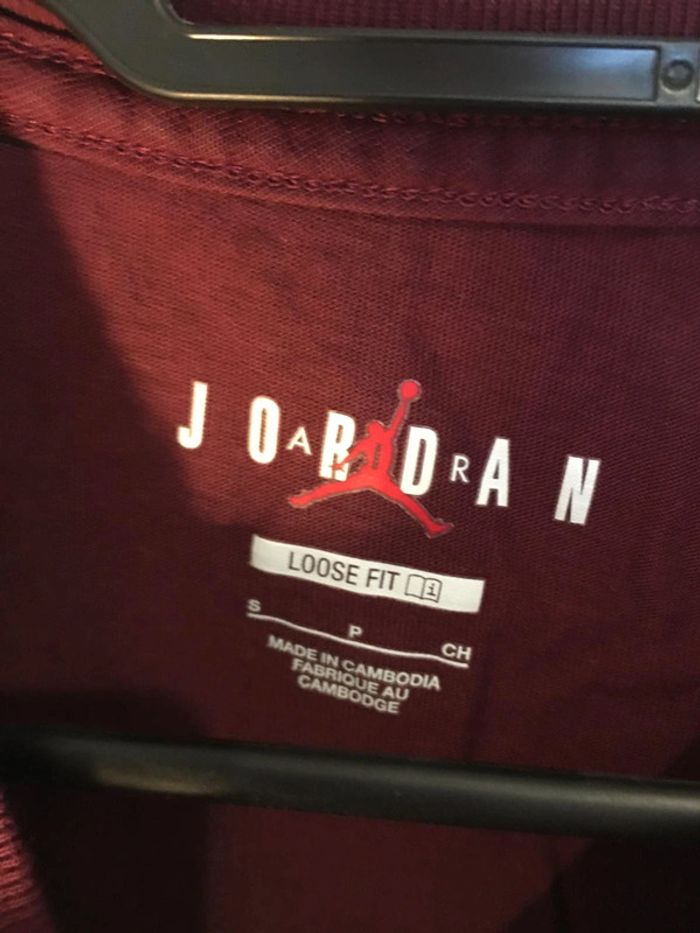 JORDAN
AIR
LOOSE FIT
S P CH
MADE IN CAMBODIA
FABRIQUE AU
CAMBODGE